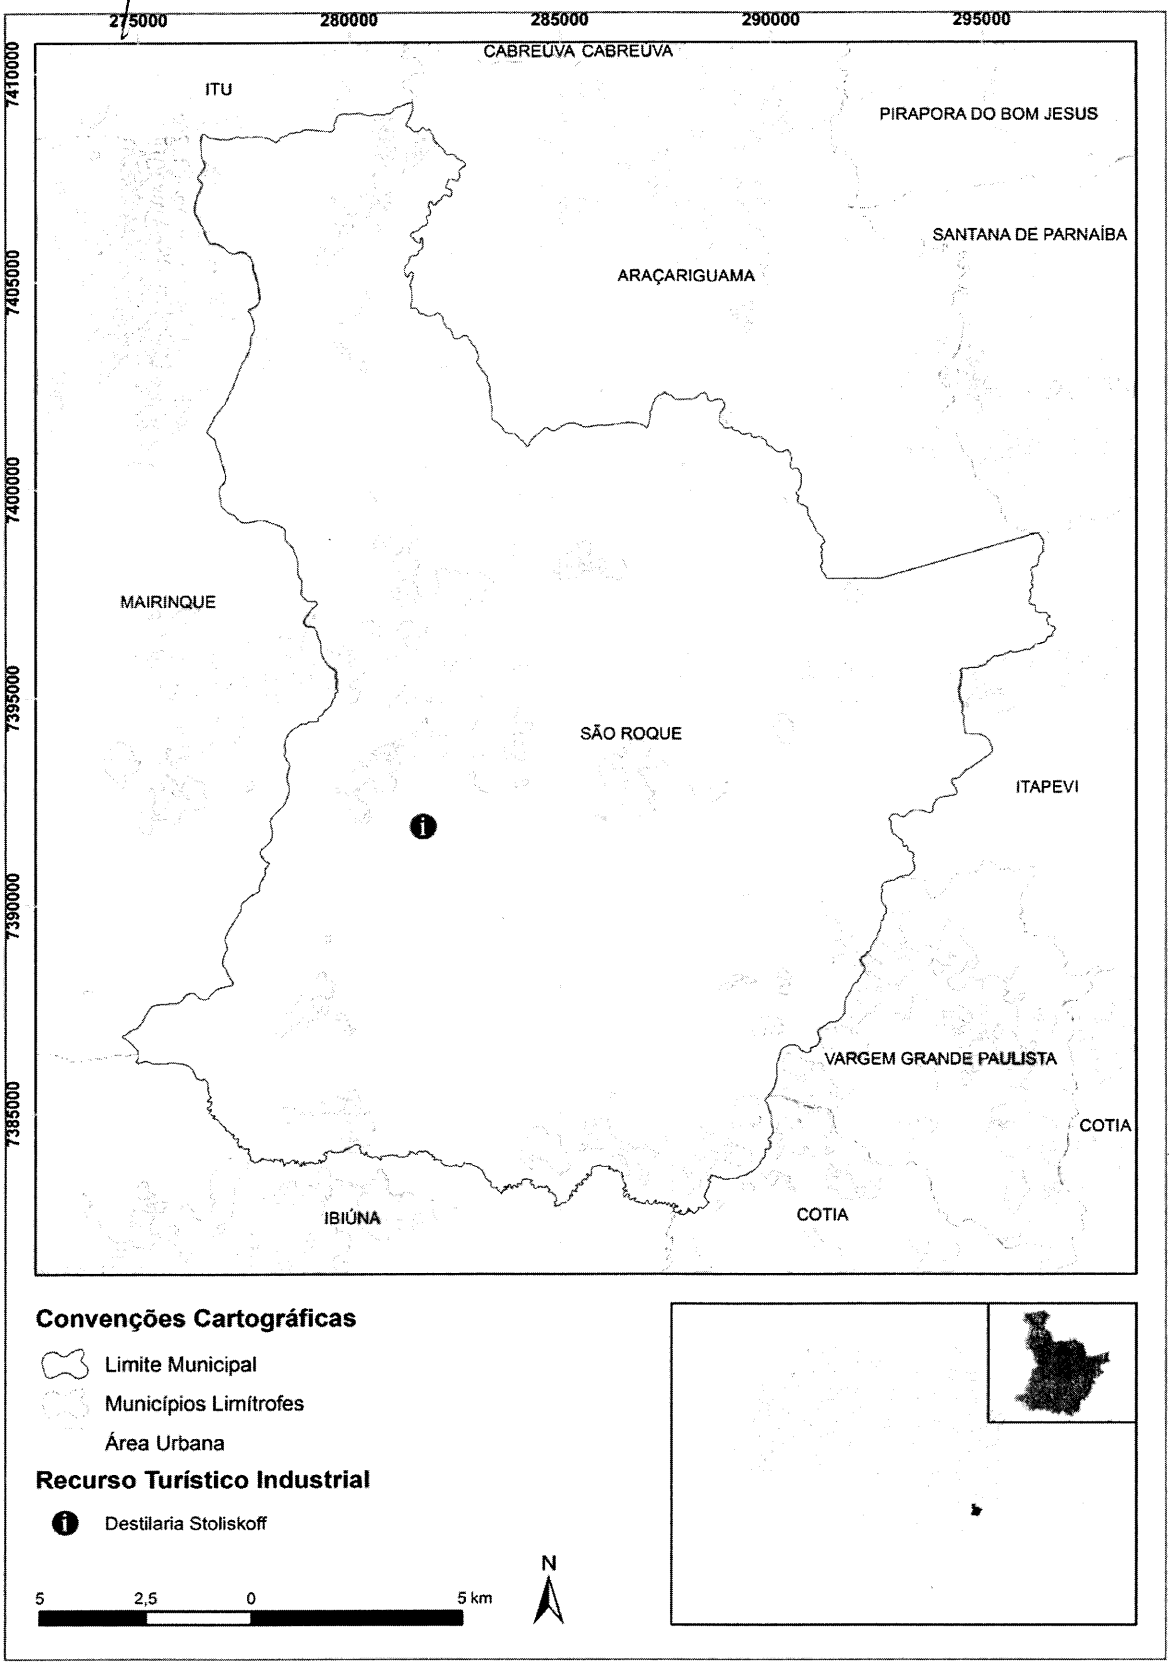 275000 280000 285000 290000 295000
7410000
7405000
7400000
7395000
7390000
7385000
CABREÚVA CABREÚVA
ITU
PIRAPORA DO BOM JESUS
SANTANA DE PARNAÍBA
ARAÇARIGUAMA
MAIRINQUE
SÃO ROQUE
ITAPEVI
VARGEM GRANDE PAULISTA
COTIA
IBIÚNA
COTIA
Convenções Cartográficas
Limite Municipal
Municípios Limítrofes
Área Urbana
Recurso Turístico Industrial
i Destilaria Stoliskoff
N
5 2,5 0 5 km